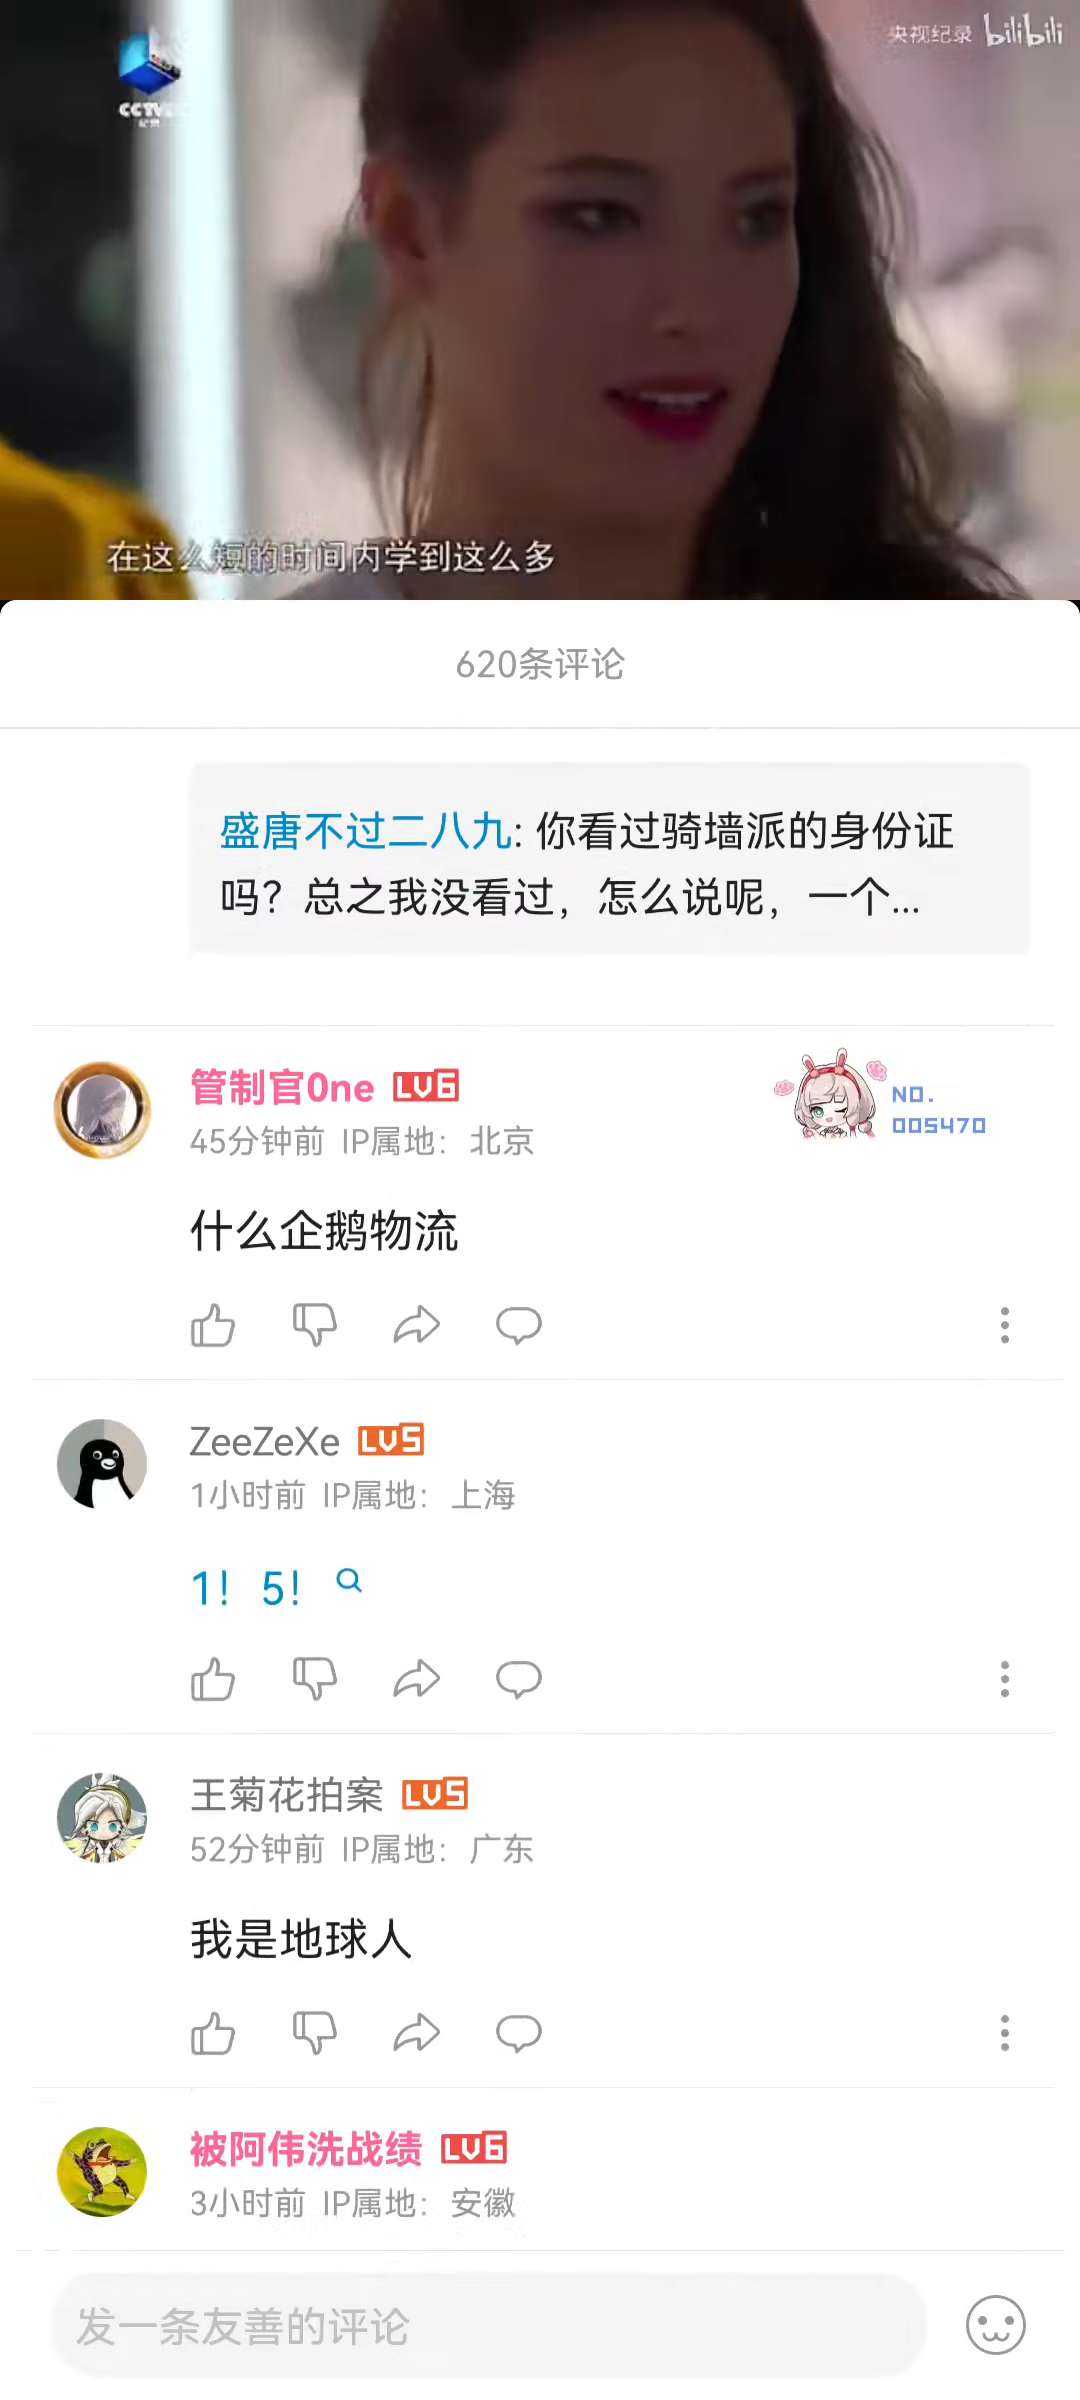 央视纪录 bilibili
CCTV
纪录
在这么短的时间内学到这么多
620条评论
盛唐不过二八九: 你看过骑墙派的身份证
吗？总之我没看过，怎么说呢，一个...
管制官0ne LV6
NO.
005470
45分钟前 IP属地：北京
什么企鹅物流
ZeeZeXe LV5
1小时前 IP属地：上海
1！5！
王菊花拍案 LV5
52分钟前 IP属地：广东
我是地球人
被阿伟洗战绩 LV6
3小时前 IP属地：安徽
发一条友善的评论